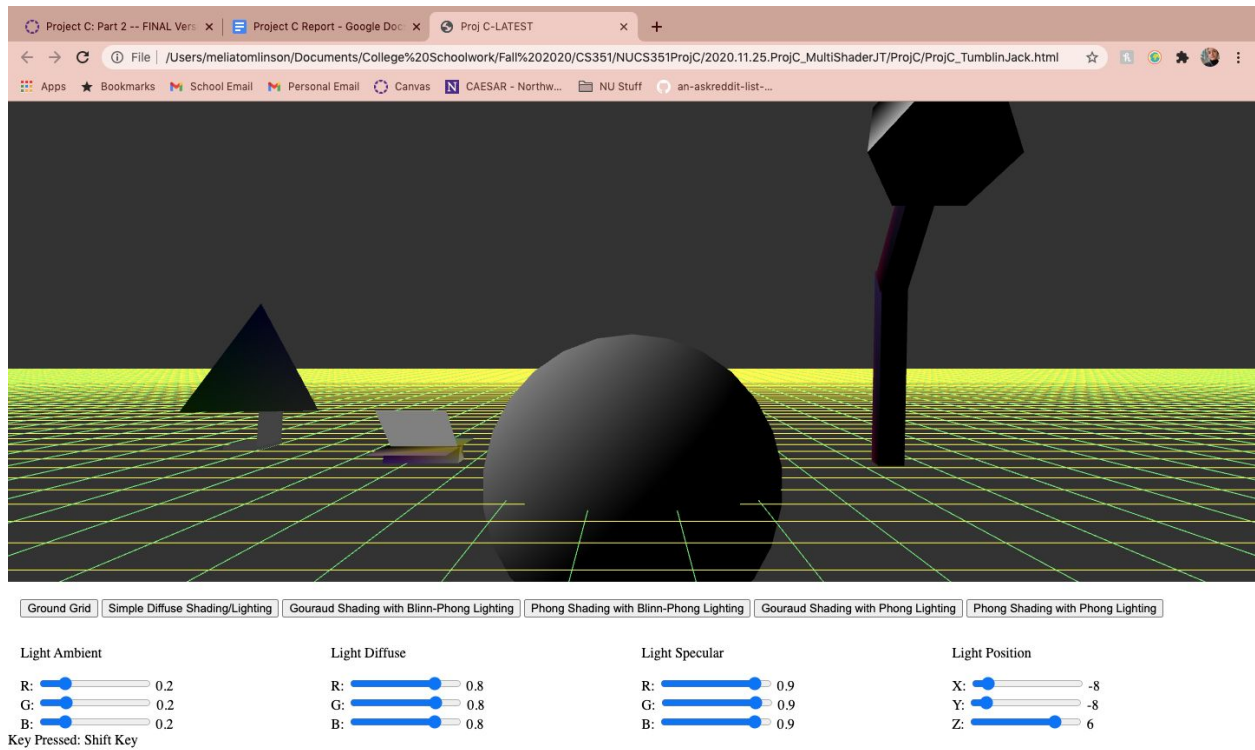 Project C: Part 2 -- FINAL Vers
Project C Report - Google Doc
Proj C-LATEST
File | /Users/meliatomlinson/Documents/College%20Schoolwork/Fall%202020/CS351/NUCS351ProjC/2020.11.25.ProjC_MultiShaderJT/ProjC/ProjC_TumblinJack.html
Apps Bookmarks School Email Personal Email Canvas N CAESAR - Northw... NU Stuff an-askreddit-list-...
Ground Grid Simple Diffuse Shading/Lighting Gouraud Shading with Blinn-Phong Lighting Phong Shading with Blinn-Phong Lighting Gouraud Shading with Phong Lighting Phong Shading with Phong Lighting
Light Ambient Light Diffuse Light Specular Light Position
R: 0.2 R: 0.8 R: 0.9 X: -8
G: 0.2 G: 0.8 G: 0.9 Y: -8
B: 0.2 B: 0.8 B: 0.9 Z: 6
Key Pressed: Shift Key